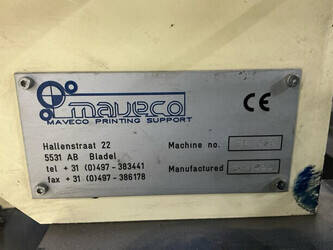 maveco
MAVECO PRINTING SUPPORT
CE
Hallenstraat 22
5531 AB Bladel
tel + 31 (0)497-383441
fax + 31 (0)497-386178
Machine no.
Manufactured